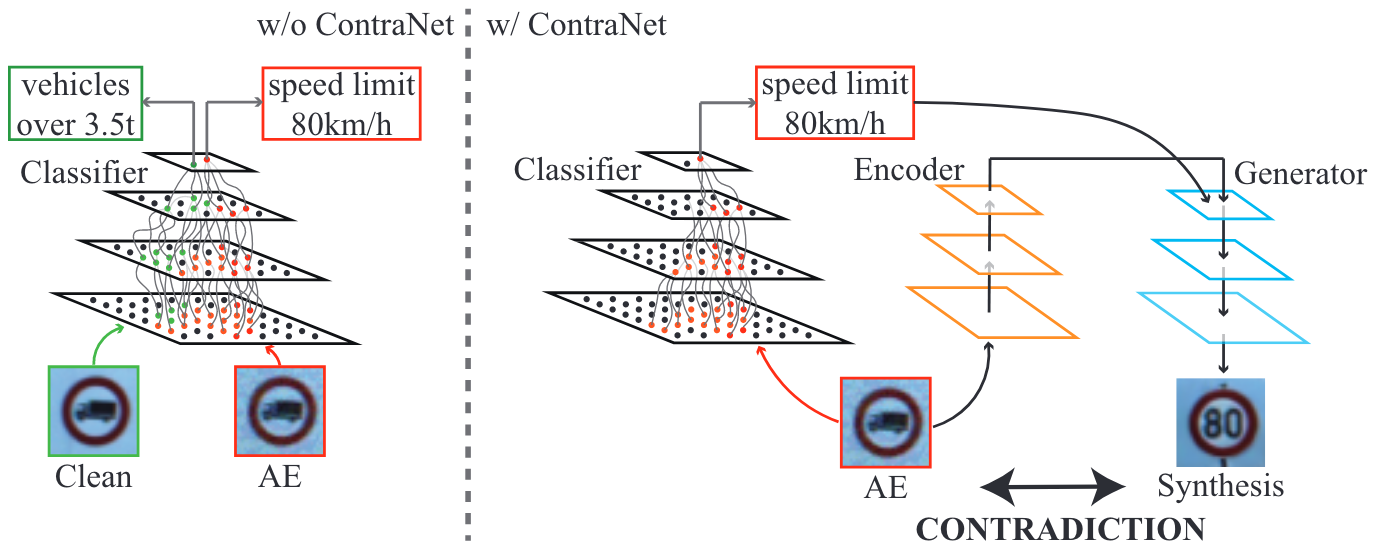 w/o ContraNet
vehicles
over 3.5t
speed limit
80km/h
Classifier
Clean
AE
w/ ContraNet
speed limit
80km/h
Classifier
Encoder
Generator
AE
80
Synthesis
CONTRADICTION